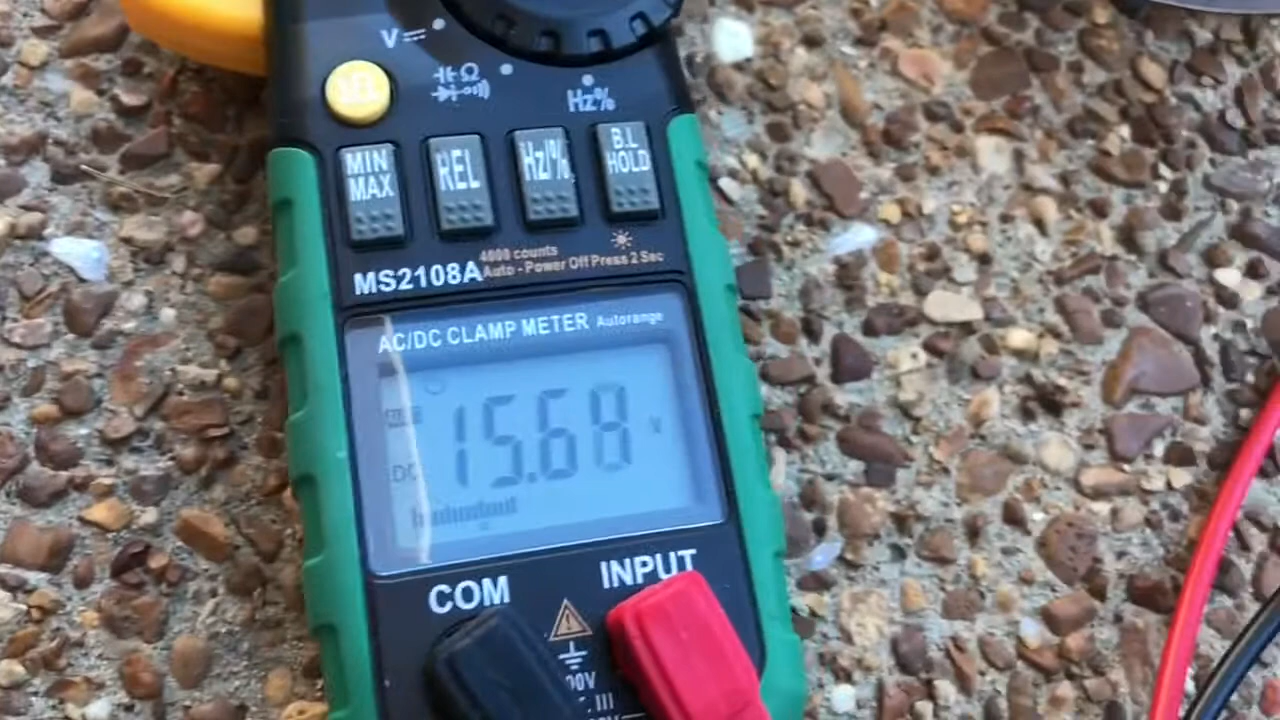 V
SEL
Ω
Hz%
MIN
MAX
REL
Hz/%
B.L
HOLD
MS2108A
4000 counts
Auto - Power Off Press 2 Sec
AC/DC CLAMP METER Autorange
DC
15.68 V
COM
INPUT